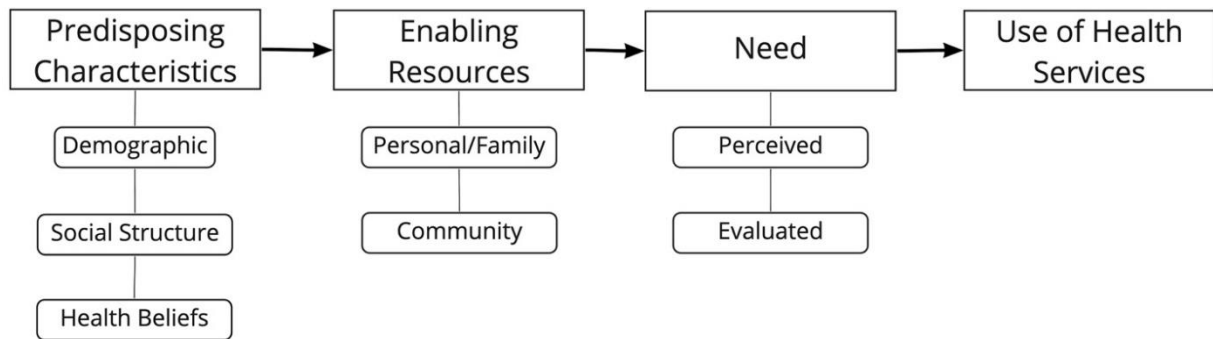 Predisposing
Characteristics
Enabling
Resources
Need
Use of Health
Services
Demographic
Personal/Family
Perceived
Social Structure
Community
Evaluated
Health Beliefs